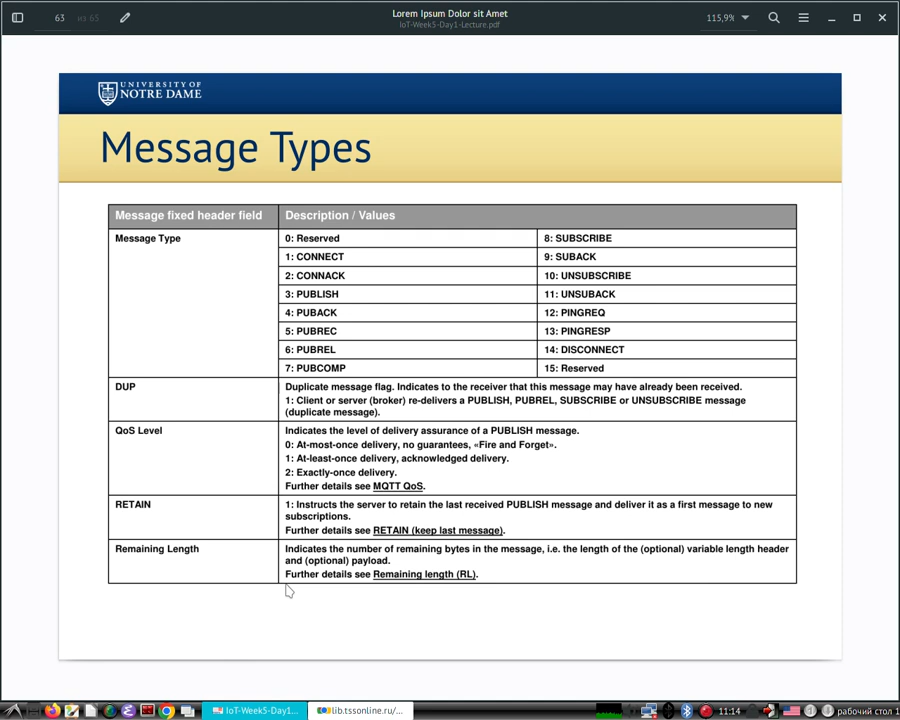 63 из 65
Lorem Ipsum Dolor sit Amet
IoT-Week5-Day1-Lecture.pdf
115,9%
UNIVERSITY OF
NOTRE DAME
Message Types
Message fixed header field Description / Values
Message Type 0: Reserved 8: SUBSCRIBE
1: CONNECT 9: SUBACK
2: CONNACK 10: UNSUBSCRIBE
3: PUBLISH 11: UNSUBACK
4: PUBACK 12: PINGREQ
5: PUBREC 13: PINGRESP
6: PUBREL 14: DISCONNECT
7: PUBCOMP 15: Reserved
DUP Duplicate message flag. Indicates to the receiver that this message may have already been received.
1: Client or server (broker) re-delivers a PUBLISH, PUBREL, SUBSCRIBE or UNSUBSCRIBE message
(duplicate message).
QoS Level Indicates the level of delivery assurance of a PUBLISH message.
0: At-most-once delivery, no guarantees, «Fire and Forget».
1: At-least-once delivery, acknowledged delivery.
2: Exactly-once delivery.
Further details see MQTT QoS.
RETAIN 1: Instructs the server to retain the last received PUBLISH message and deliver it as a first message to new
subscriptions.
Further details see RETAIN (keep last message).
Remaining Length Indicates the number of remaining bytes in the message, i.e. the length of the (optional) variable length header
and (optional) payload.
Further details see Remaining length (RL).
IoT-Week5-Day1... lib.tssonline.ru/... 11:14 рабочий стол 1